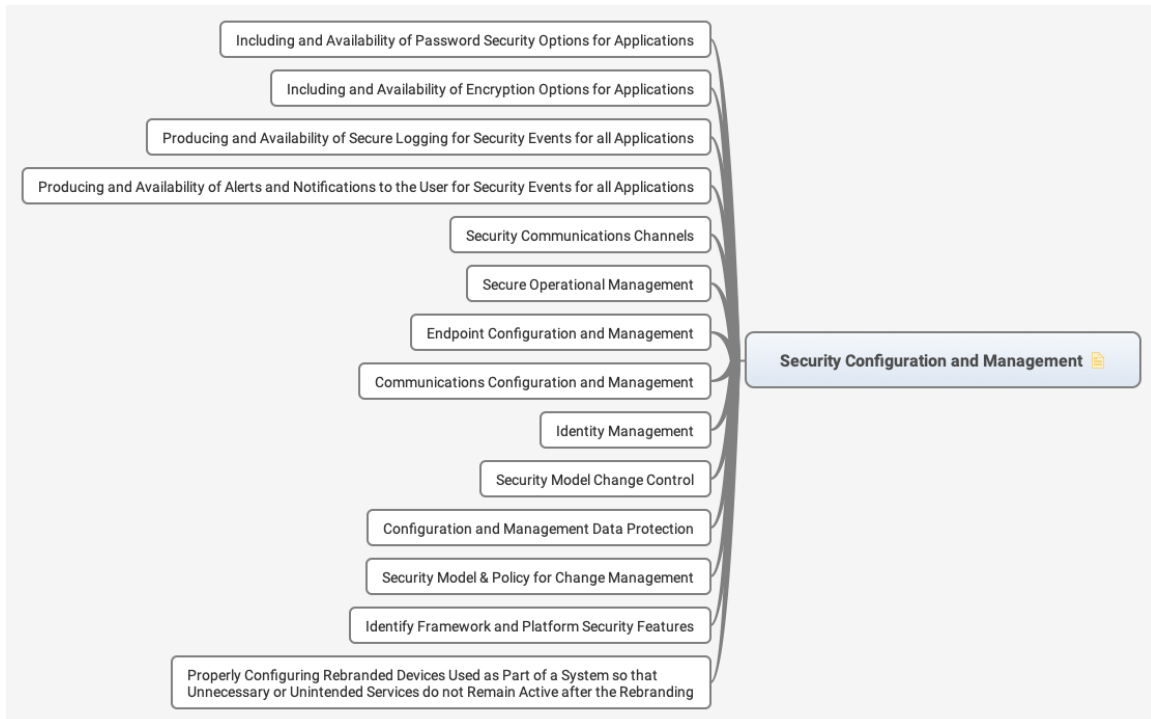 Including and Availability of Password Security Options for Applications
Including and Availability of Encryption Options for Applications
Producing and Availability of Secure Logging for Security Events for all Applications
Producing and Availability of Alerts and Notifications to the User for Security Events for all Applications
Security Communications Channels
Secure Operational Management
Endpoint Configuration and Management
Communications Configuration and Management
Identity Management
Security Model Change Control
Configuration and Management Data Protection
Security Model & Policy for Change Management
Identify Framework and Platform Security Features
Properly Configuring Rebranded Devices Used as Part of a System so that
Unnecessary or Unintended Services do not Remain Active after the Rebranding
Security Configuration and Management